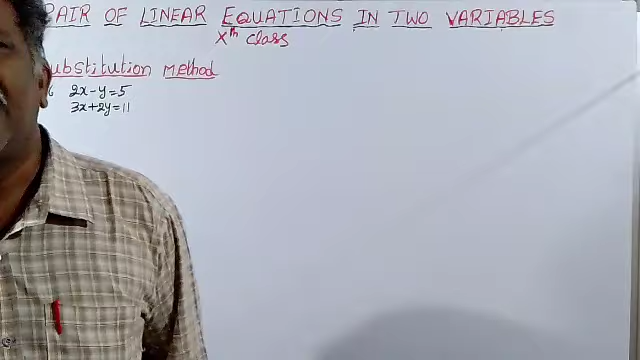 PAIR OF LINEAR EQUATIONS IN TWO VARIABLES
Xth Class
ubstitution method
2x-y=5
3x+2y=11